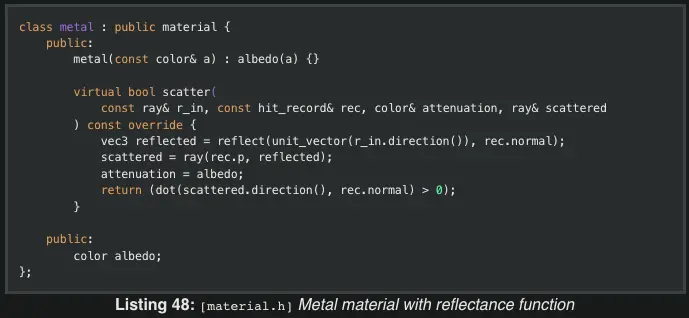 class metal : public material {
    public:
        metal(const color& a) : albedo(a) {}

        virtual bool scatter(
            const ray& r_in, const hit_record& rec, color& attenuation, ray& scattered
        ) const override {
            vec3 reflected = reflect(unit_vector(r_in.direction()), rec.normal);
            scattered = ray(rec.p, reflected);
            attenuation = albedo;
            return (dot(scattered.direction(), rec.normal) > 0);
        }

    public:
        color albedo;
};
Listing 48: [material.h] Metal material with reflectance function